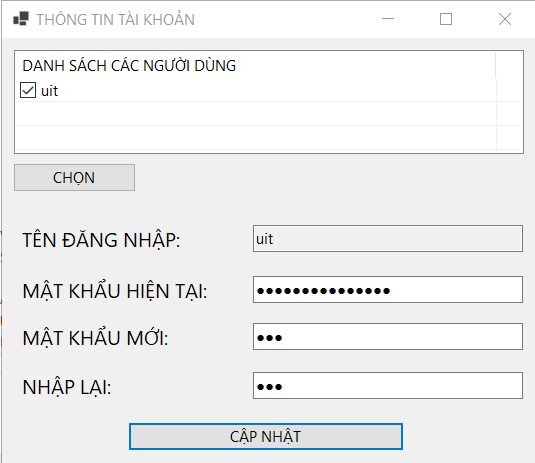 THÔNG TIN TÀI KHOẢN
DANH SÁCH CÁC NGƯỜI DÙNG
uit
CHỌN
TÊN ĐĂNG NHẬP: uit
MẬT KHẨU HIỆN TẠI: ●●●●●●●●●●●●●●●
MẬT KHẨU MỚI: ●●●
NHẬP LẠI: ●●●
CẬP NHẬT